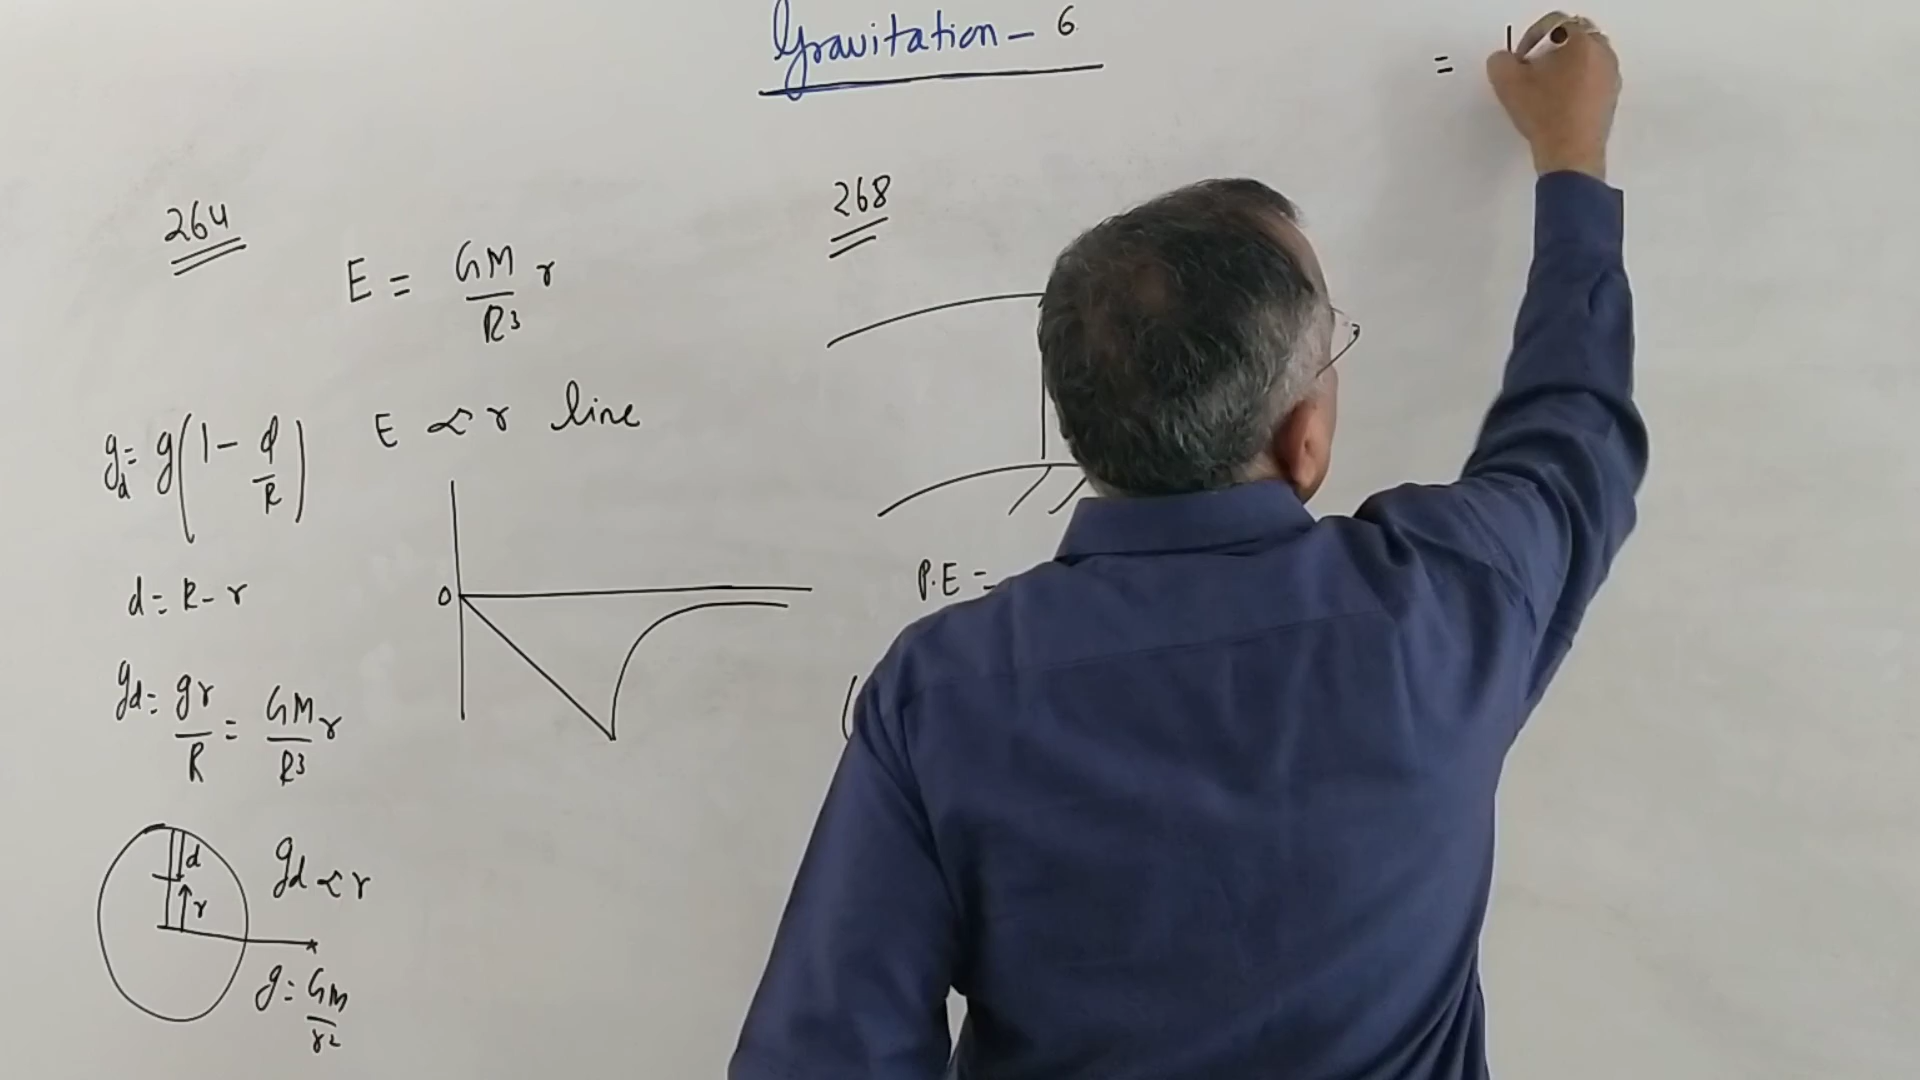 Gravitation - 6
=
264
E = GM/R³ r
g_d = g(1 - d/R)
E ∝ r line
d = R - r
0
g_d = gr/R = GM/R³ r
d
r
g_d ∝ r
g = GM/r²
268
P.E =
(